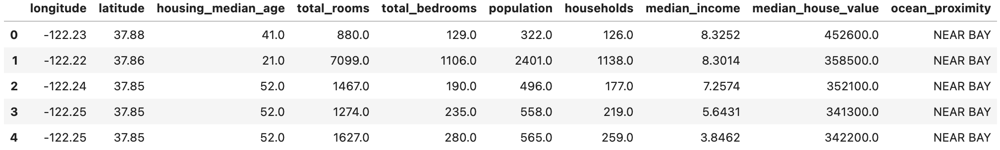 longitude latitude housing_median_age total_rooms total_bedrooms population households median_income median_house_value ocean_proximity
0 -122.23 37.88 41.0 880.0 129.0 322.0 126.0 8.3252 452600.0 NEAR BAY
1 -122.22 37.86 21.0 7099.0 1106.0 2401.0 1138.0 8.3014 358500.0 NEAR BAY
2 -122.24 37.85 52.0 1467.0 190.0 496.0 177.0 7.2574 352100.0 NEAR BAY
3 -122.25 37.85 52.0 1274.0 235.0 558.0 219.0 5.6431 341300.0 NEAR BAY
4 -122.25 37.85 52.0 1627.0 280.0 565.0 259.0 3.8462 342200.0 NEAR BAY